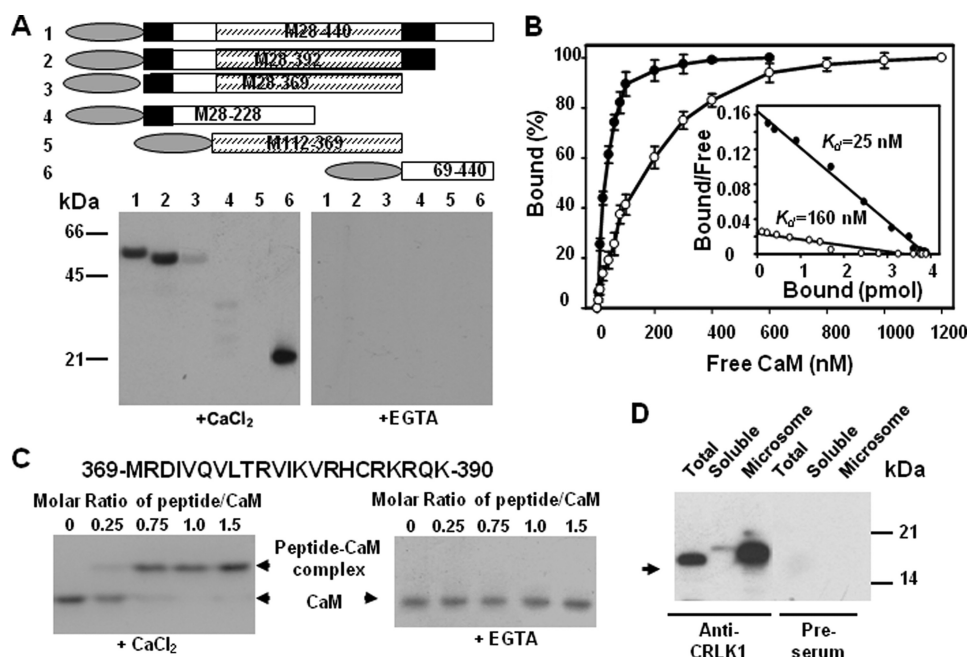 A
1 M28-440
2 M28-392
3 M28-369
4 M28-228
5 M112-369
6 69-440
kDa
1 2 3 4 5 6 1 2 3 4 5 6
66
45
21
+CaCl₂ +EGTA
B
Bound (%)
100
80
60
40
20
0
0 200 400 600 800 1000 1200
Free CaM (nM)
Bound/Free
0.16
0.12
0.08
0.04
0
Kd=25 nM
Kd=160 nM
0 1 2 3 4
Bound (pmol)
C
369-MRDIVQVLTRVIKVRHCRKRQK-390
Molar Ratio of peptide/CaM Molar Ratio of peptide/CaM
0 0.25 0.75 1.0 1.5 0 0.25 0.75 1.0 1.5
Peptide-CaM
complex
CaM
+ CaCl₂ + EGTA
D
Total Soluble Microsome Total Soluble Microsome
kDa
21
14
Anti-
CRLK1
Pre-
serum